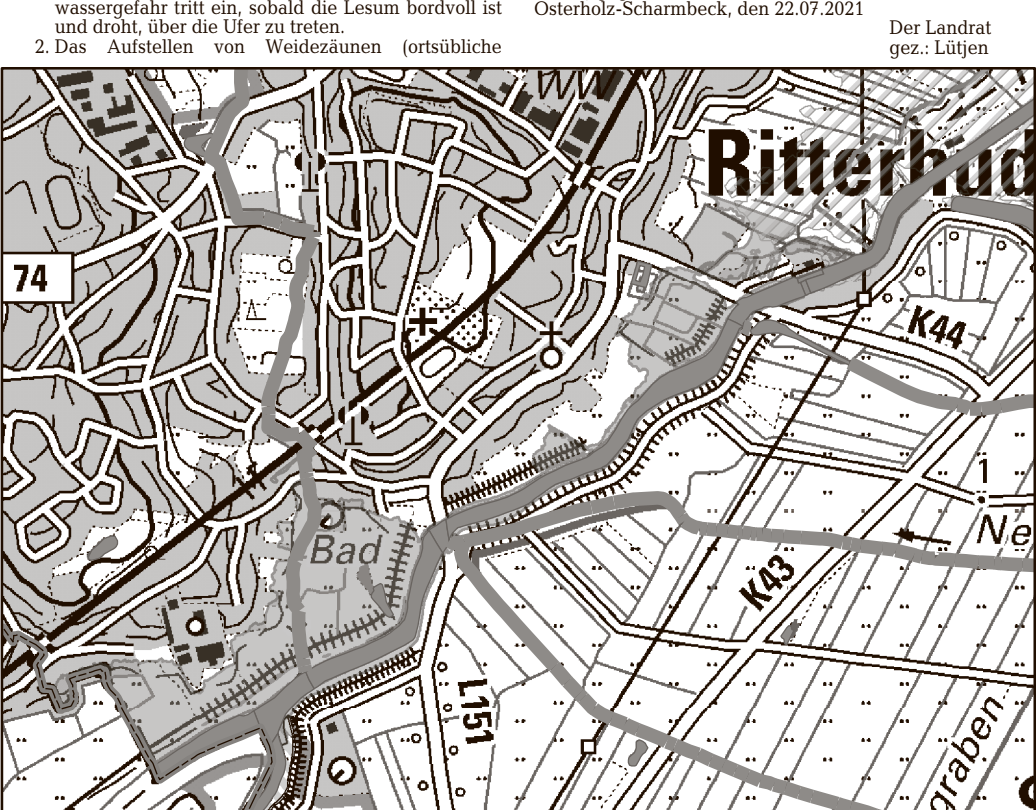 wassergefahr tritt ein, sobald die Lesum bordvoll ist
und droht, über die Ufer zu treten.
2. Das Aufstellen von Weidezäunen (ortsübliche
Osterholz-Scharmbeck, den 22.07.2021
Der Landrat
gez.: Lütjen
WW
Ritterhud
74
K44
1
Ne
Bad
K43
L151
graben